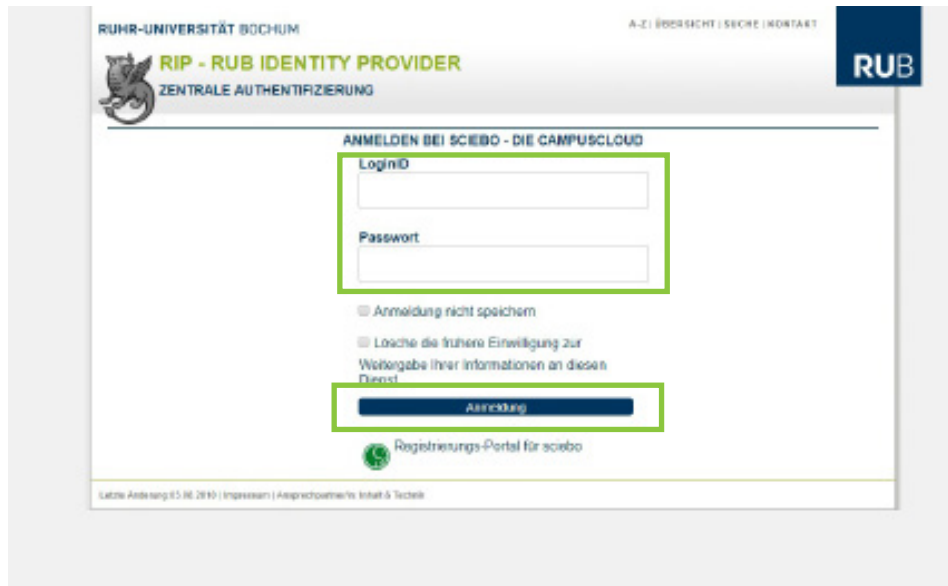 RUHR-UNIVERSITÄT BOCHUM
A-Z | ÜBERSICHT | SUCHE | KONTAKT
RUB
RIP - RUB IDENTITY PROVIDER
ZENTRALE AUTHENTIFIZIERUNG
ANMELDEN BEI SCIEBO - DIE CAMPUSCLOUD
LoginID
Passwort
Anmeldung nicht speichern
Lösche die frühere Einwilligung zur
Weitergabe Ihrer Informationen an diesen
Dienst
Anmeldung
Registrierungs-Portal für sciebo
Letzte Änderung | Impressum | Ansprechpartner/in: Inhalt & Technik